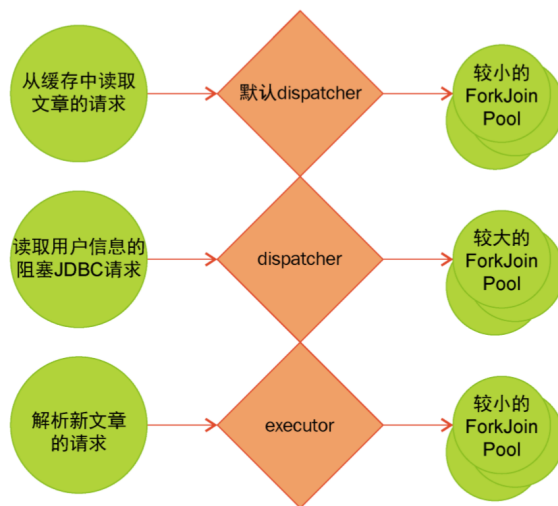 从缓存中读取
文章的请求
默认dispatcher
较小的
ForkJoin
Pool
读取用户信息的
阻塞JDBC请求
dispatcher
较大的
ForkJoin
Pool
解析新文章
的请求
executor
较小的
ForkJoin
Pool